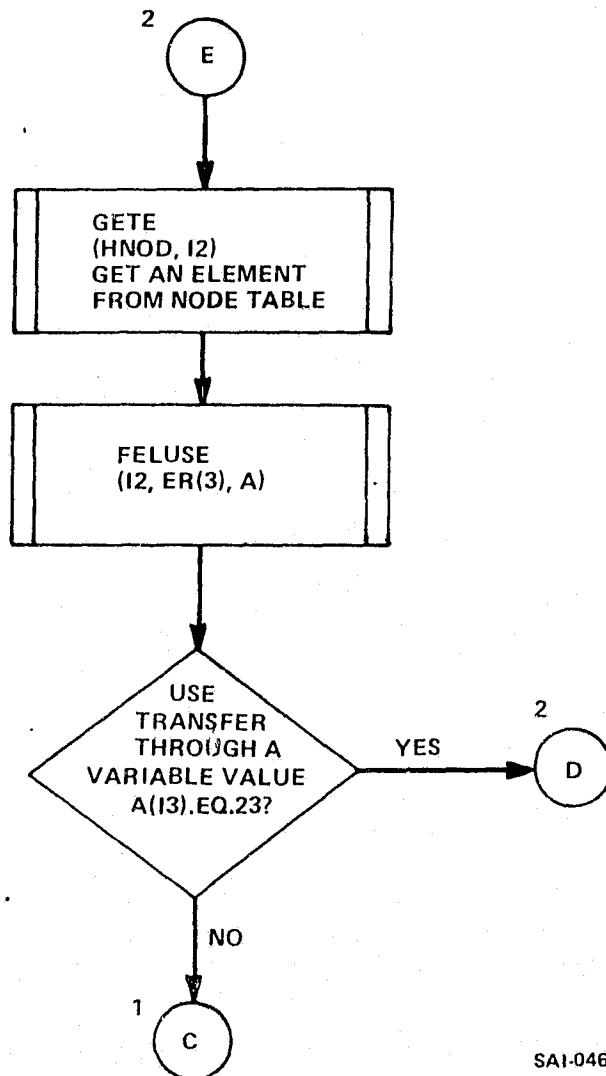 2
E
GETE
(HNOD, I2)
GET AN ELEMENT
FROM NODE TABLE
FELUSE
(I2, ER(3), A)
USE
TRANSFER
THROUGH A
VARIABLE VALUE
A(I3).EQ.23?
YES
2
D
NO
1
C
SAI-046